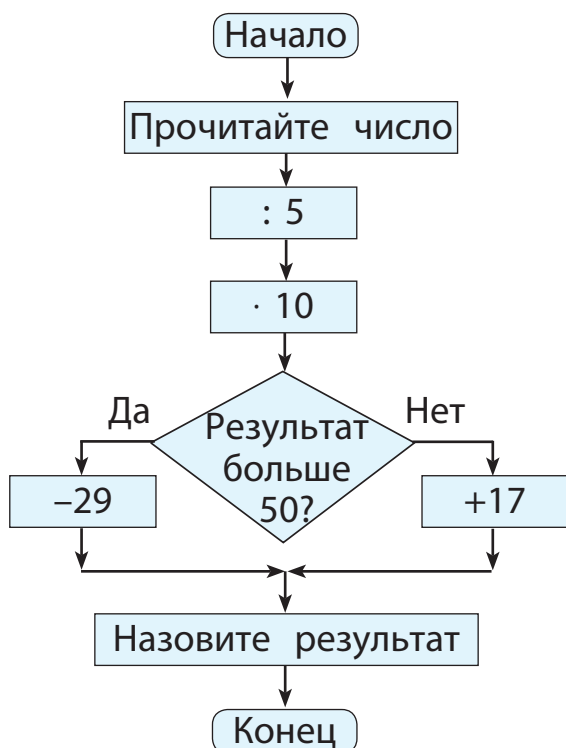 Начало
Прочитайте число
: 5
· 10
Да
Нет
Результат
больше
50?
–29
+17
Назовите результат
Конец